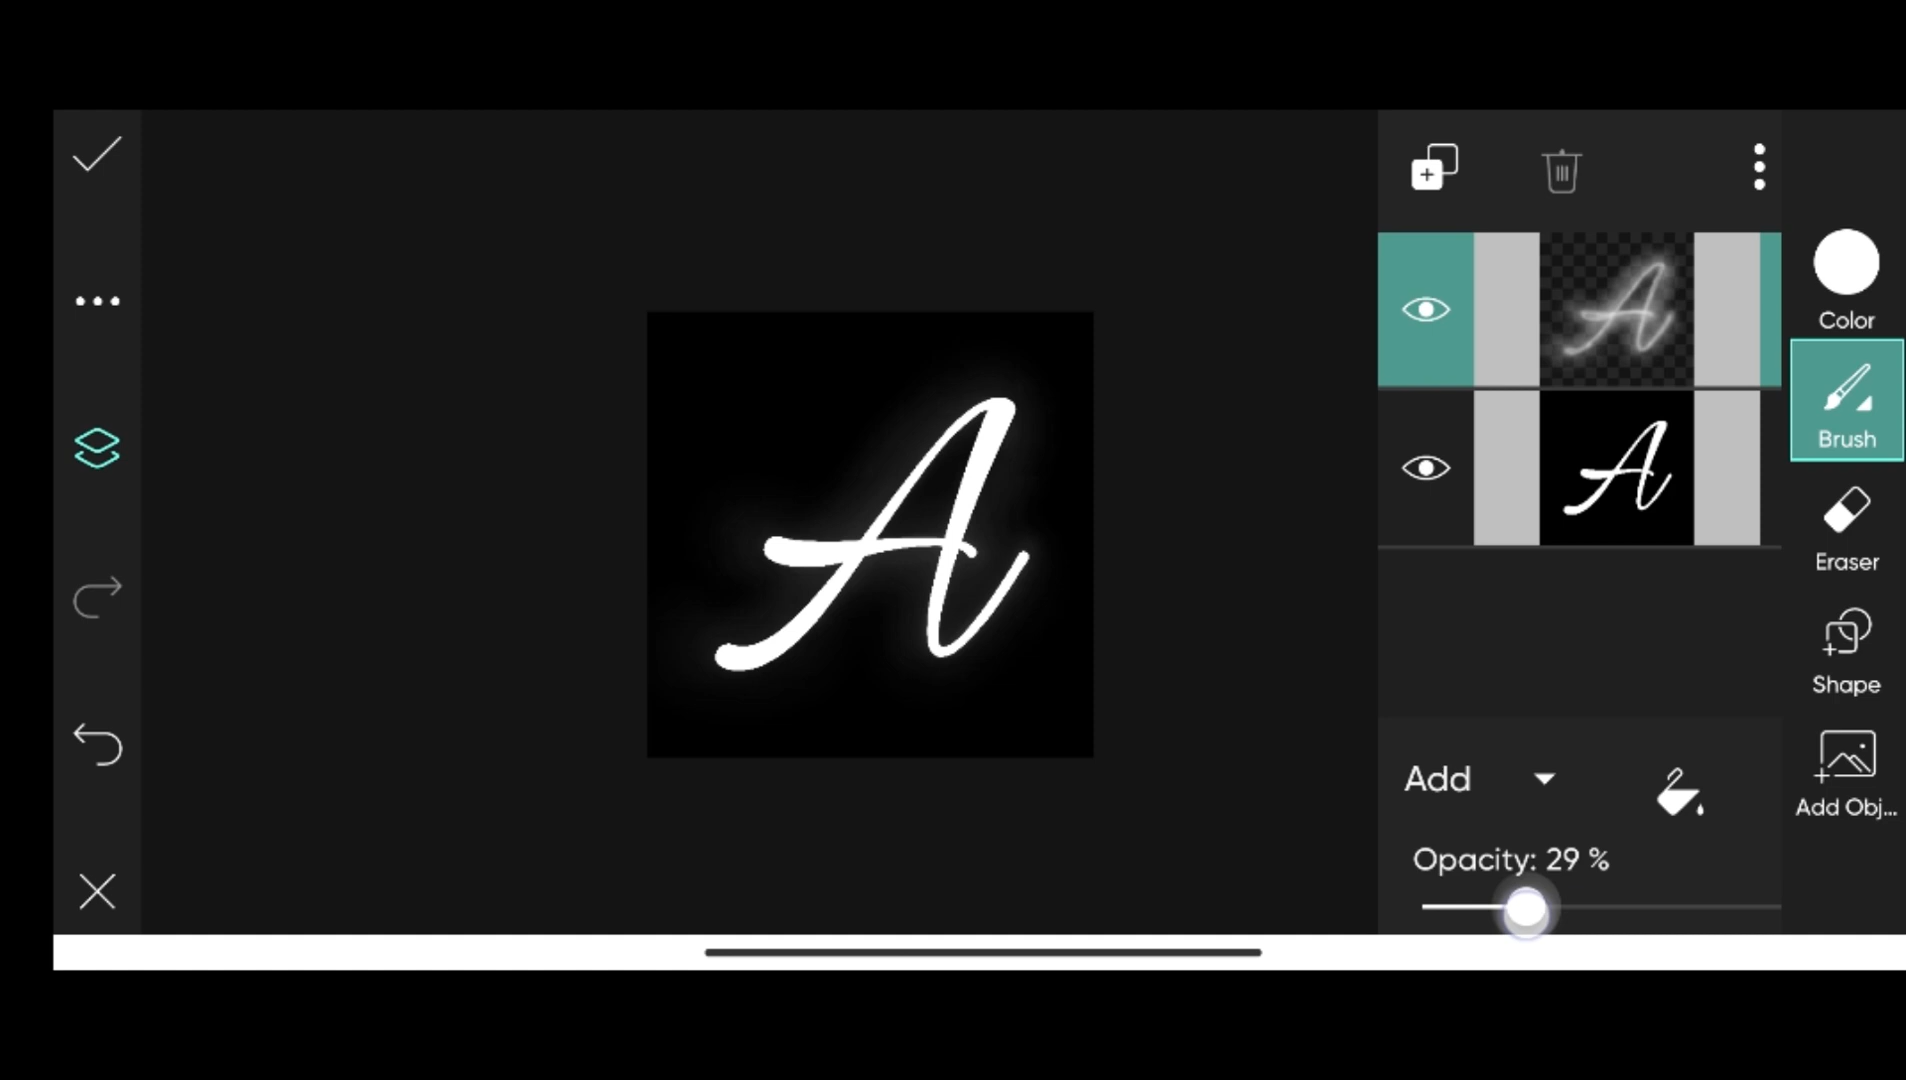 A
A
A
Color
Brush
Eraser
Shape
Add Obj...
Add
Opacity: 29 %